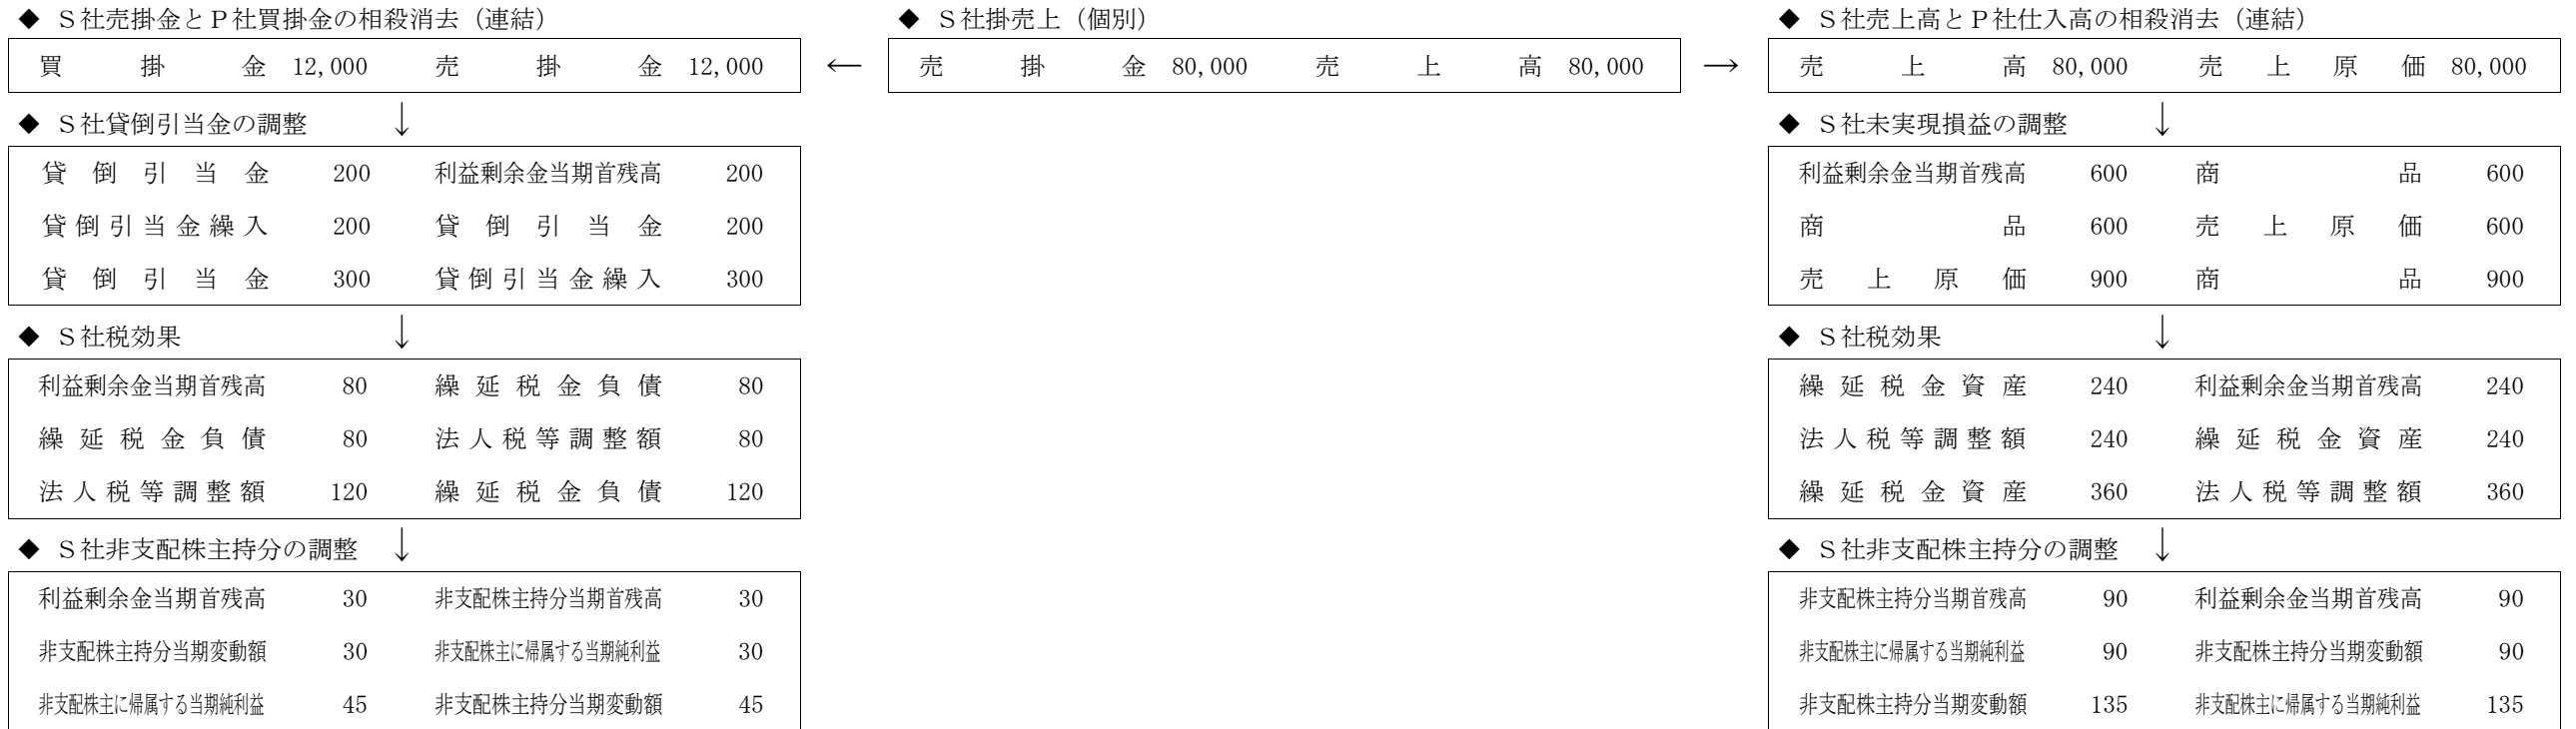 ◆ S社売掛金とP社買掛金の相殺消去（連結）
買掛金 12,000 売掛金 12,000
↓
◆ S社貸倒引当金の調整
貸倒引当金 200 利益剰余金当期首残高 200
貸倒引当金繰入 200 貸倒引当金 200
貸倒引当金 300 貸倒引当金繰入 300
↓
◆ S社税効果
利益剰余金当期首残高 80 繰延税金負債 80
繰延税金負債 80 法人税等調整額 80
法人税等調整額 120 繰延税金負債 120
↓
◆ S社非支配株主持分の調整
利益剰余金当期首残高 30 非支配株主持分当期首残高 30
非支配株主持分当期変動額 30 非支配株主に帰属する当期純利益 30
非支配株主に帰属する当期純利益 45 非支配株主持分当期変動額 45
◆ S社掛売上（個別）
← 売掛金 80,000 売上高 80,000 →
◆ S社売上高とP社仕入高の相殺消去（連結）
売上高 80,000 売上原価 80,000
↓
◆ S社未実現損益の調整
利益剰余金当期首残高 600 商品 600
商品 600 売上原価 600
売上原価 900 商品 900
↓
◆ S社税効果
繰延税金資産 240 利益剰余金当期首残高 240
法人税等調整額 240 繰延税金資産 240
繰延税金資産 360 法人税等調整額 360
↓
◆ S社非支配株主持分の調整
非支配株主持分当期首残高 90 利益剰余金当期首残高 90
非支配株主に帰属する当期純利益 90 非支配株主持分当期変動額 90
非支配株主持分当期変動額 135 非支配株主に帰属する当期純利益 135